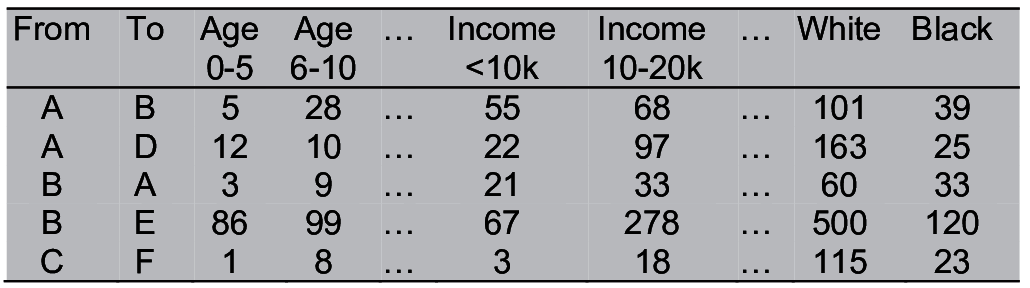 From To Age Age … Income Income … White Black
0-5 6-10 <10k 10-20k
A B 5 28 … 55 68 … 101 39
A D 12 10 … 22 97 … 163 25
B A 3 9 … 21 33 … 60 33
B E 86 99 … 67 278 … 500 120
C F 1 8 … 3 18 … 115 23